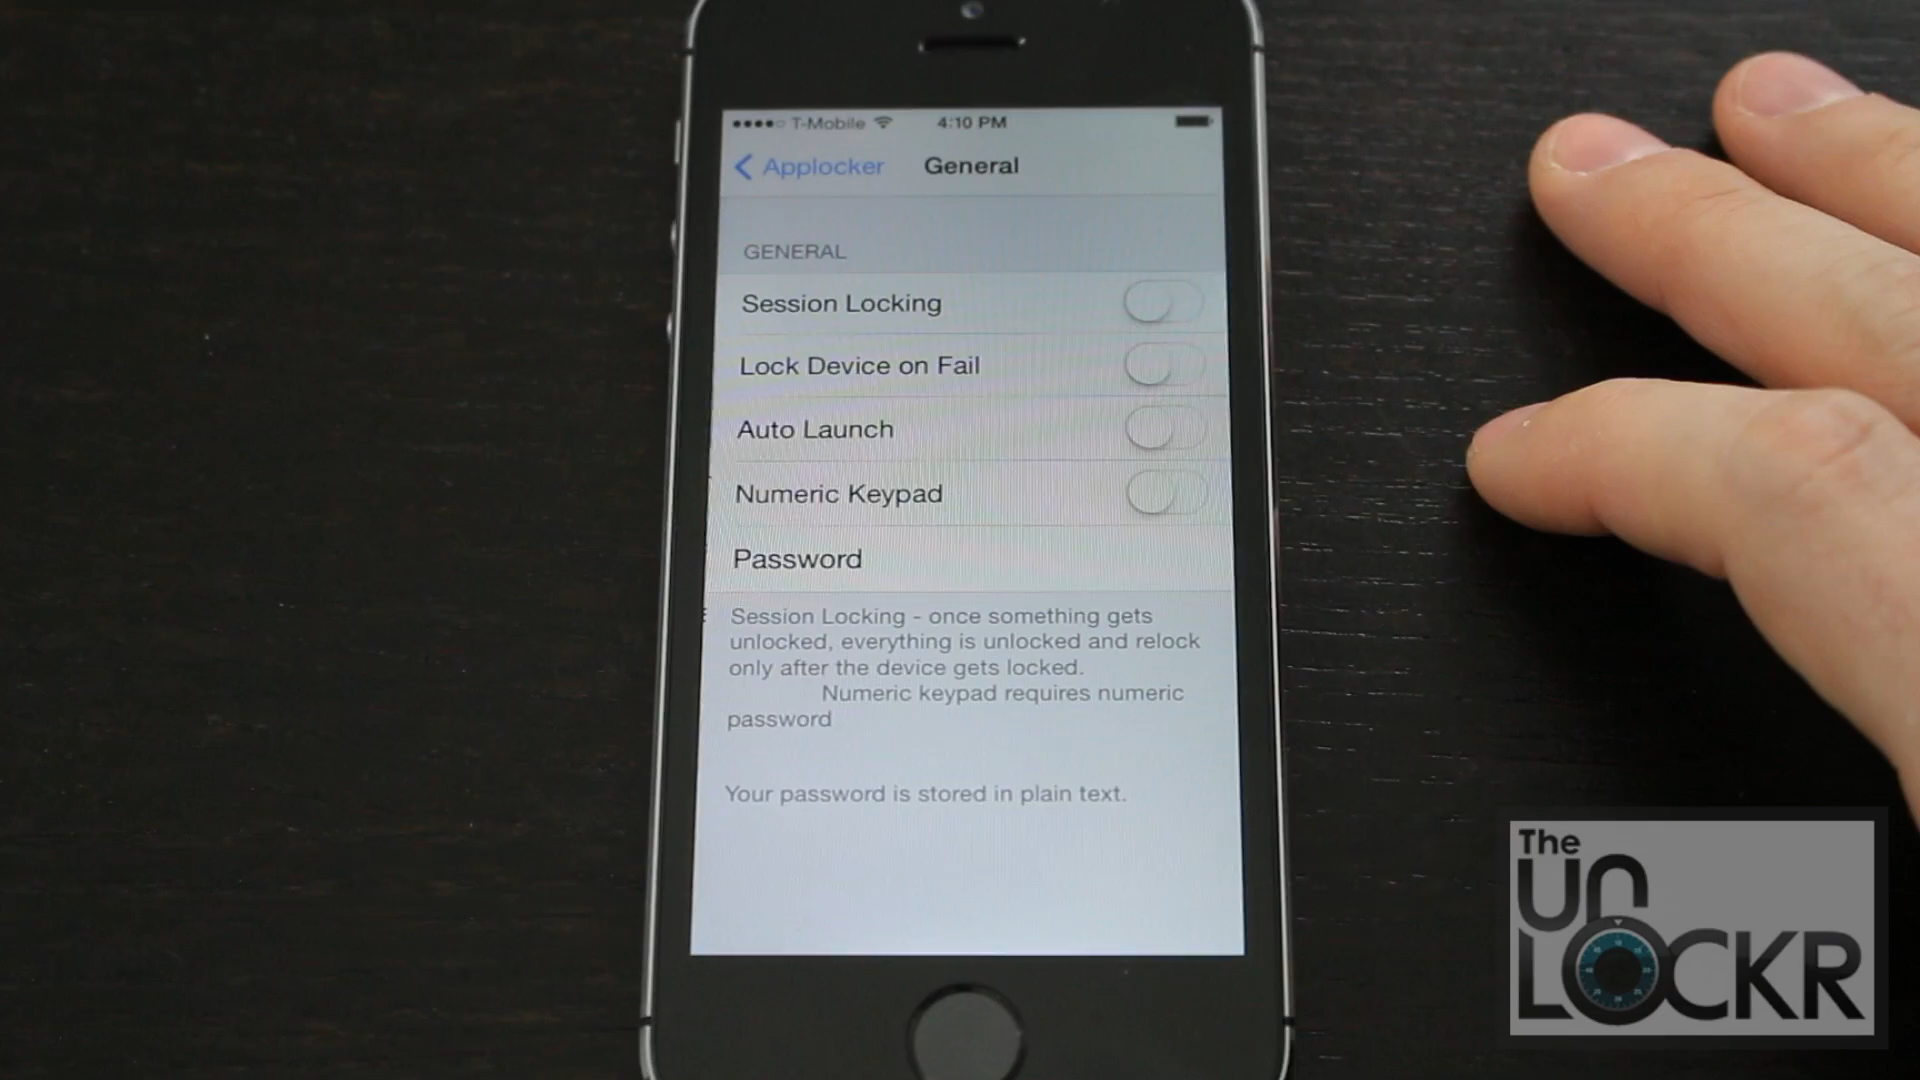 T-Mobile 4:10 PM
Applocker General
GENERAL
Session Locking
Lock Device on Fail
Auto Launch
Numeric Keypad
Password
Session Locking - once something gets
unlocked, everything is unlocked and relock
only after the device gets locked.
Numeric keypad requires numeric
password
Your password is stored in plain text.
The
UN
LOCKR